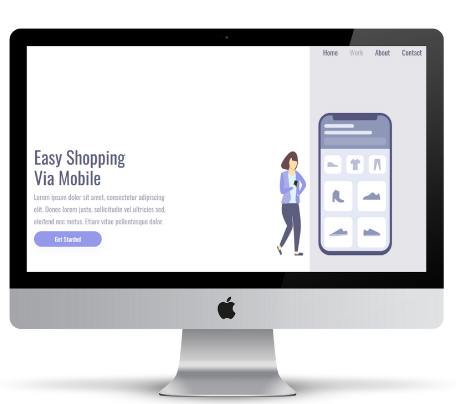 Home Work About Contact
Easy Shopping
Via Mobile
Lorem ipsum dolor sit amet, consectetur adipiscing
elit. Donec lorem justo, sollicitudin vel ultricies sed,
eleifend nec metus. Etiam vitae pellentesque dolor.
Get Started